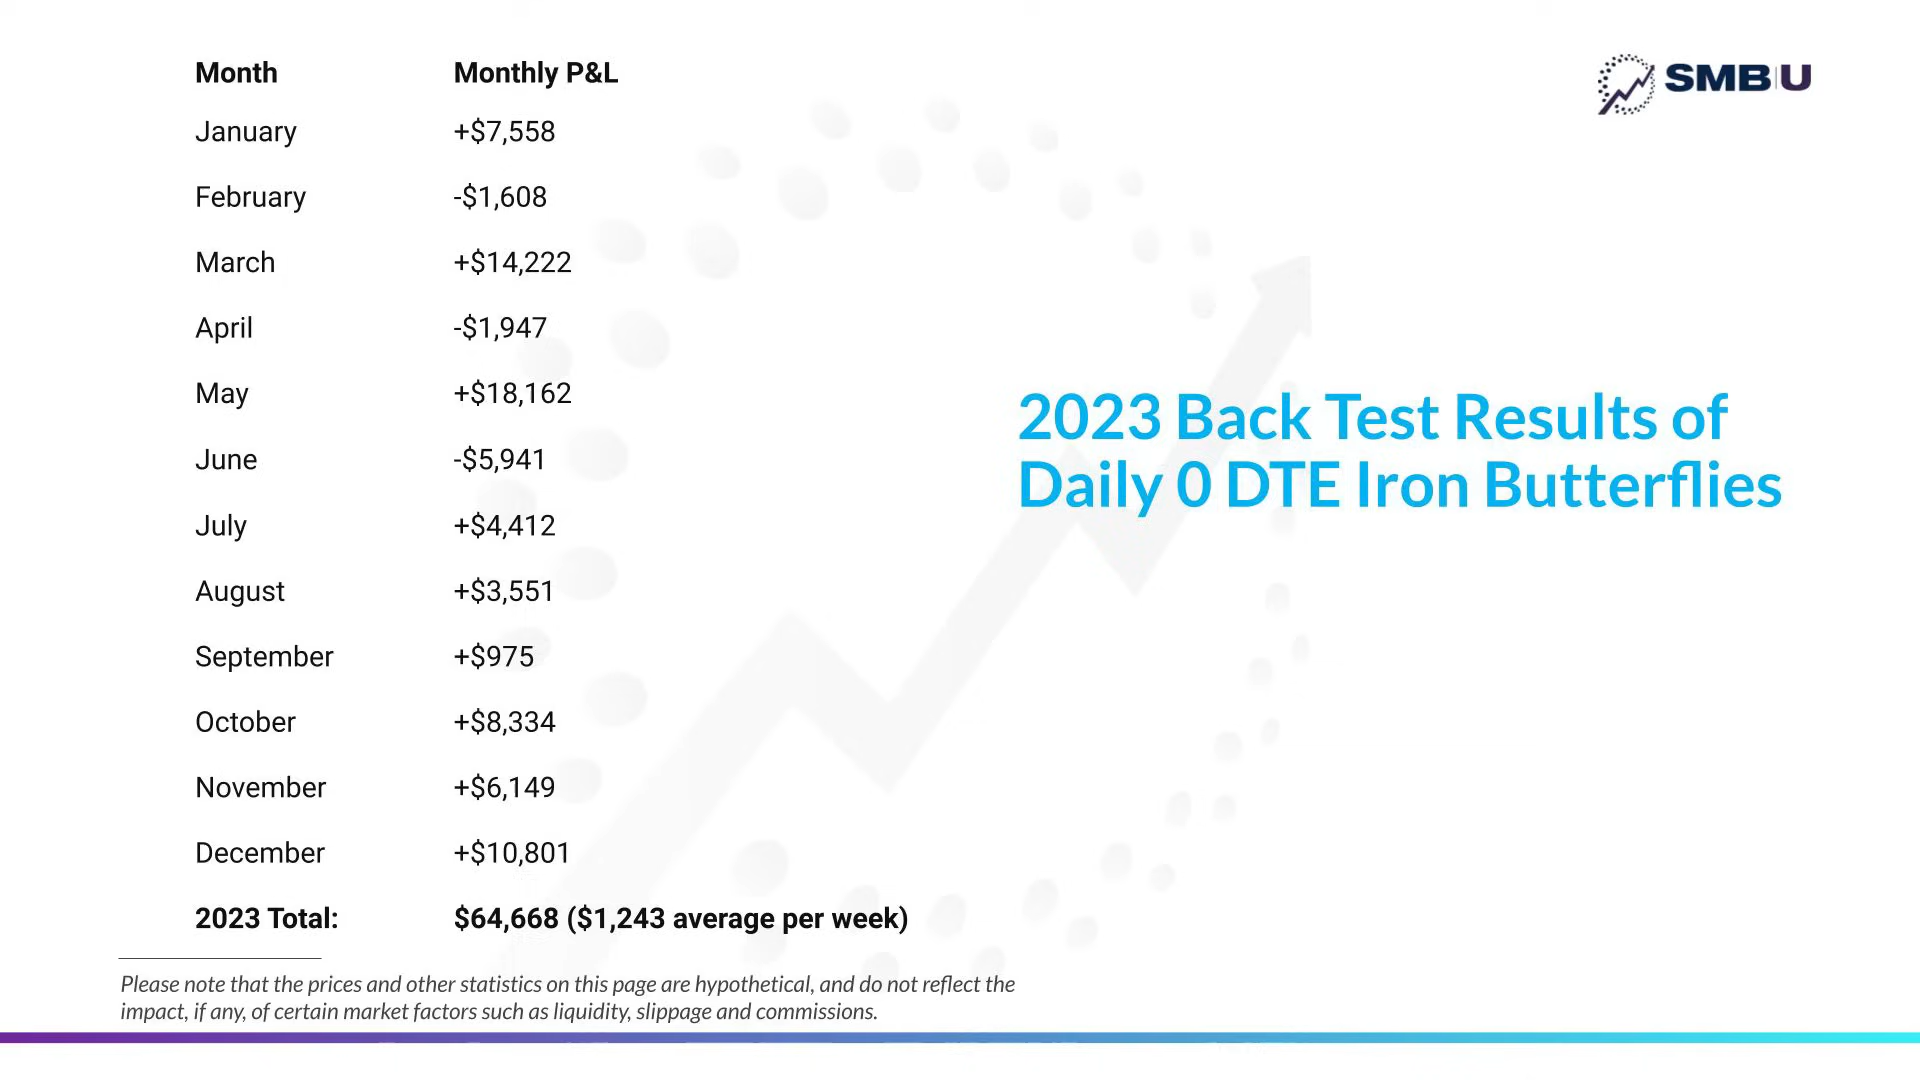 Month Monthly P&L
SMB U
January +$7,558
February -$1,608
March +$14,222
April -$1,947
May +$18,162
June -$5,941
July +$4,412
August +$3,551
September +$975
October +$8,334
November +$6,149
December +$10,801
2023 Total: $64,668 ($1,243 average per week)
2023 Back Test Results of
Daily 0 DTE Iron Butterflies
Please note that the prices and other statistics on this page are hypothetical, and do not reflect the
impact, if any, of certain market factors such as liquidity, slippage and commissions.